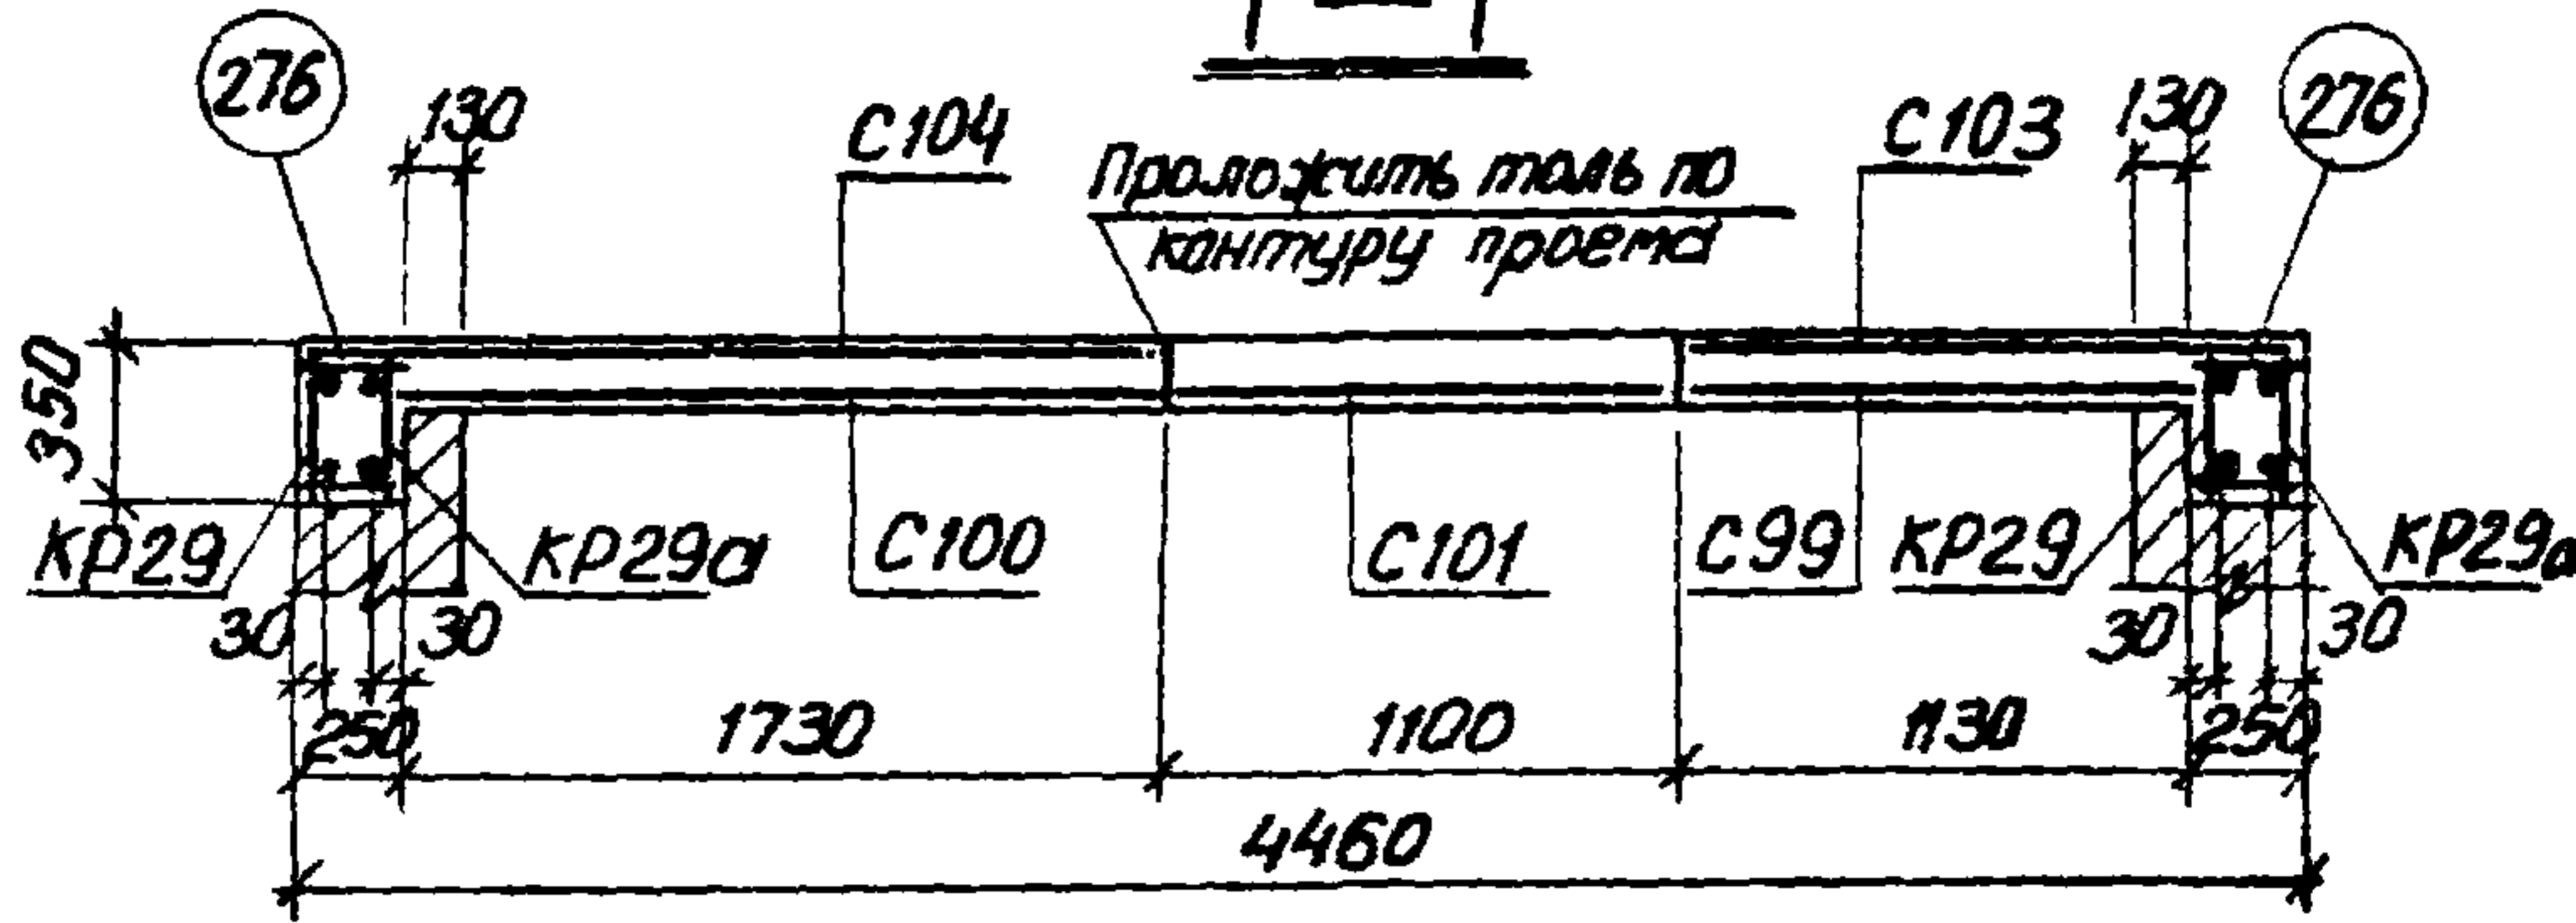 276
130
С104
Проложить толь по
контуру проема
С103
130
276
350
КР29
КР29а
С100
С101
С99
КР29
КР29а
30
30
30
30
250
1730
1100
1130
250
4460